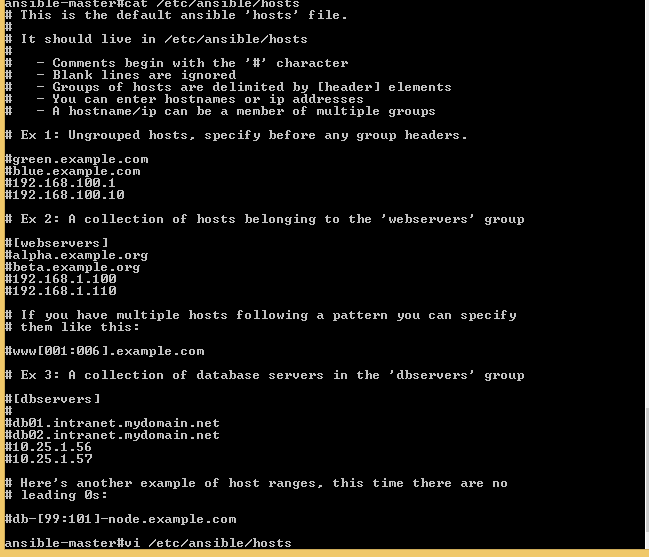 ansible-master#cat /etc/ansible/hosts
# This is the default ansible 'hosts' file.
#
# It should live in /etc/ansible/hosts
#
#   - Comments begin with the '#' character
#   - Blank lines are ignored
#   - Groups of hosts are delimited by [header] elements
#   - You can enter hostnames or ip addresses
#   - A hostname/ip can be a member of multiple groups
# Ex 1: Ungrouped hosts, specify before any group headers.
#green.example.com
#blue.example.com
#192.168.100.1
#192.168.100.10
# Ex 2: A collection of hosts belonging to the 'webservers' group
#[webservers]
#alpha.example.org
#beta.example.org
#192.168.1.100
#192.168.1.110
# If you have multiple hosts following a pattern you can specify
# them like this:
#www[001:006].example.com
# Ex 3: A collection of database servers in the 'dbservers' group
#[dbservers]
#
#db01.intranet.mydomain.net
#db02.intranet.mydomain.net
#10.25.1.56
#10.25.1.57
# Here's another example of host ranges, this time there are no
# leading 0s:
#db-[99:101]-node.example.com
ansible-master#vi /etc/ansible/hosts